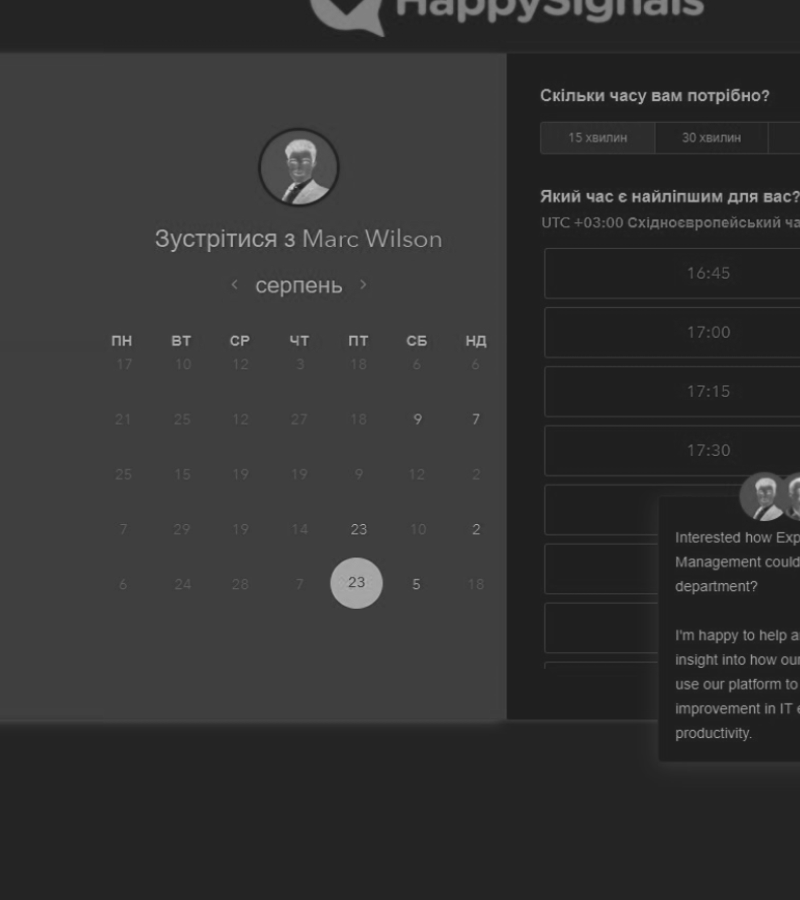 HappySignals
Зустрітися з Marc Wilson
серпень
ПН ВТ СР ЧТ ПТ СБ НД
17 10 12 3 18 6 6
21 25 12 27 18 9 7
25 15 19 19 9 12 2
7 29 19 14 23 10 2
6 24 28 7 23 5 18
Скільки часу вам потрібно?
15 хвилин 30 хвилин
Який час є найліпшим для вас?
UTC +03:00 Східноєвропейський
16:45
17:00
17:15
17:30
Interested how
Management could
department?
I'm happy to help
insight into how our
use our platform to
improvement in IT
productivity.